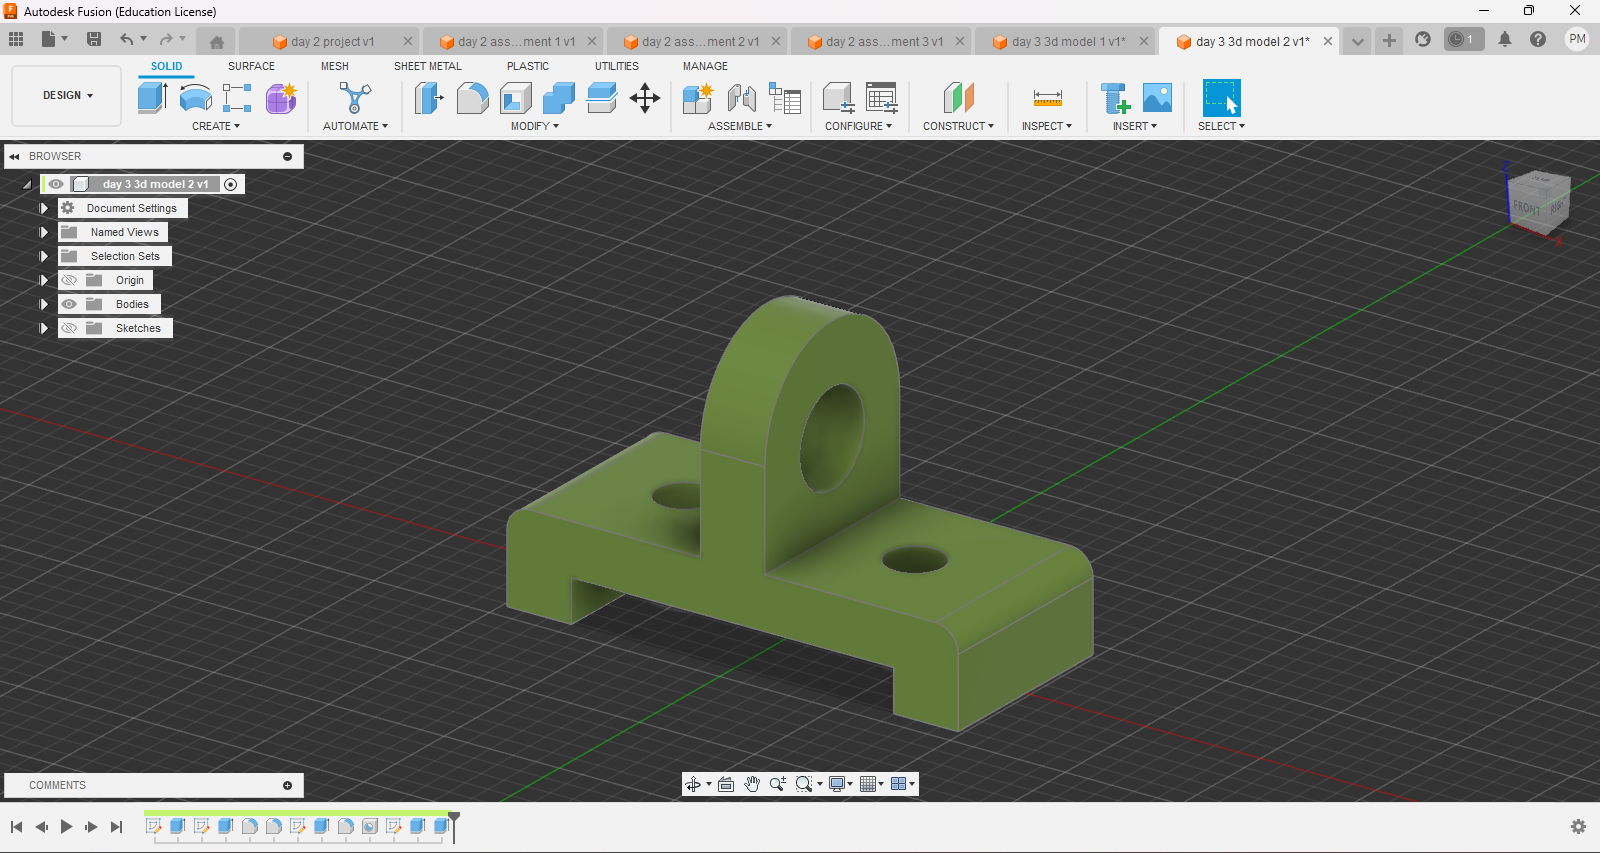 Autodesk Fusion (Education License)
day 2 project v1
day 2 ass...ment 1 v1
day 2 ass...ment 2 v1
day 2 ass...ment 3 v1
day 3 3d model 1 v1*
day 3 3d model 2 v1*
1
PM
SOLID SURFACE MESH SHEET METAL PLASTIC UTILITIES MANAGE
DESIGN
CREATE AUTOMATE MODIFY ASSEMBLE CONFIGURE CONSTRUCT INSPECT INSERT SELECT
BROWSER
day 3 3d model 2 v1
Document Settings
Named Views
Selection Sets
Origin
Bodies
Sketches
Z
FRONT
X
COMMENTS